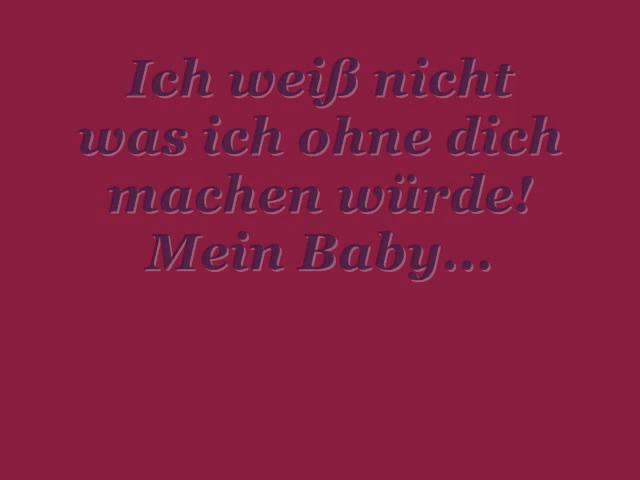 Ich weiß nicht
was ich ohne dich
machen würde!
Mein Baby...